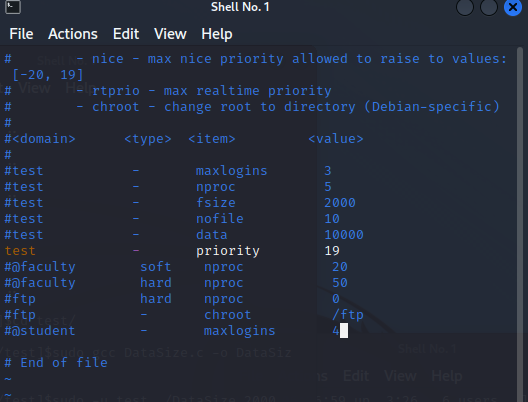 Shell No. 1
File Actions Edit View Help
# - nice - max nice priority allowed to raise to values:
[-20, 19]
# - rtprio - max realtime priority
# - chroot - change root to directory (Debian-specific)
#
#<domain> <type> <item> <value>
#
#test - maxlogins 3
#test - nproc 5
#test - fsize 2000
#test - nofile 10
#test - data 10000
test - priority 19
#@faculty soft nproc 20
#@faculty hard nproc 50
#ftp hard nproc 0
#ftp - chroot /ftp
#@student - maxlogins 4
# End of file
~
~